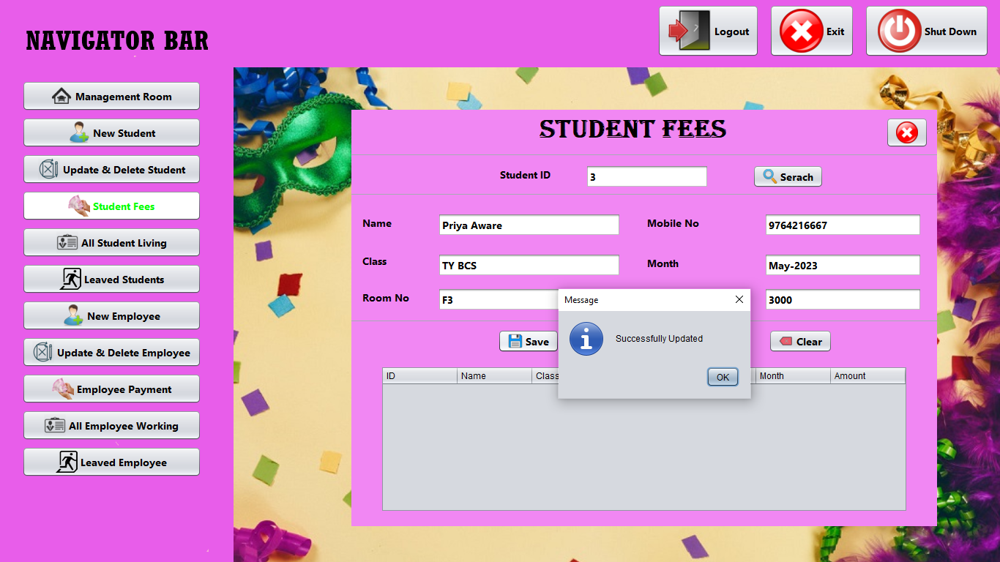 NAVIGATOR BAR
Logout
Exit
Shut Down
Management Room
New Student
Update & Delete Student
Student Fees
All Student Living
Leaved Students
New Employee
Update & Delete Employee
Employee Payment
All Employee Working
Leaved Employee
STUDENT FEES
Student ID 3 Serach
Name Priya Aware Mobile No 9764216667
Class TY BCS Month May-2023
Room No F3 3000
Message
Successfully Updated
OK
Save Clear
ID Name Class Month Amount